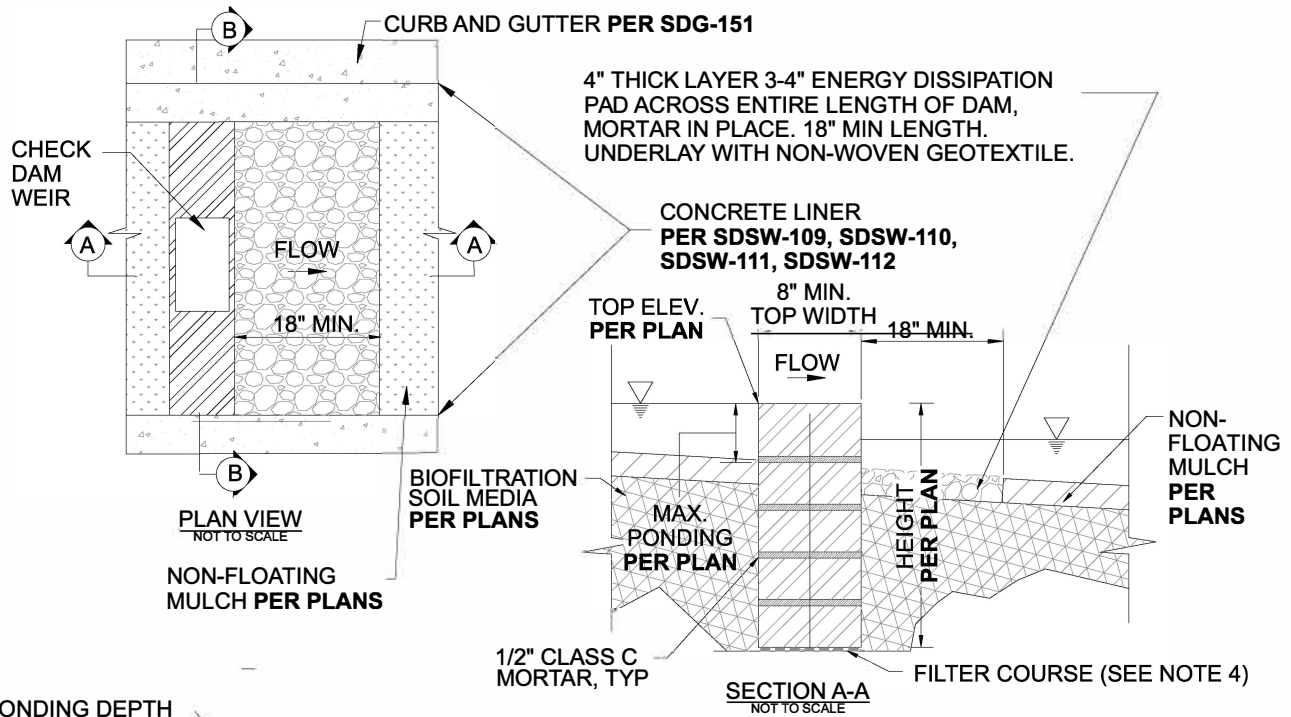 B
CURB AND GUTTER PER SDG-151
4" THICK LAYER 3-4" ENERGY DISSIPATION
PAD ACROSS ENTIRE LENGTH OF DAM,
MORTAR IN PLACE. 18" MIN LENGTH.
UNDERLAY WITH NON-WOVEN GEOTEXTILE.
CHECK
DAM
WEIR
A
A
FLOW
18" MIN.
CONCRETE LINER
PER SDSW-109, SDSW-110,
SDSW-111, SDSW-112
B
PLAN VIEW
NOT TO SCALE
NON-FLOATING
MULCH PER PLANS
TOP ELEV.
PER PLAN
8" MIN.
TOP WIDTH
18" MIN.
FLOW
BIOFILTRATION
SOIL MEDIA
PER PLANS
MAX.
PONDING
PER PLAN
HEIGHT
PER PLAN
NON-
FLOATING
MULCH
PER
PLANS
1/2" CLASS C
MORTAR, TYP
FILTER COURSE (SEE NOTE 4)
SECTION A-A
NOT TO SCALE
ONDING DEPTH